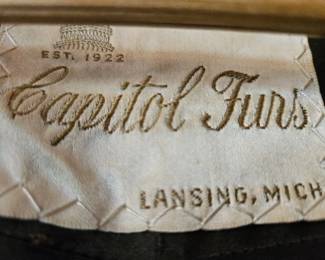 EST. 1922
Capitol Furs
LANSING, MICH